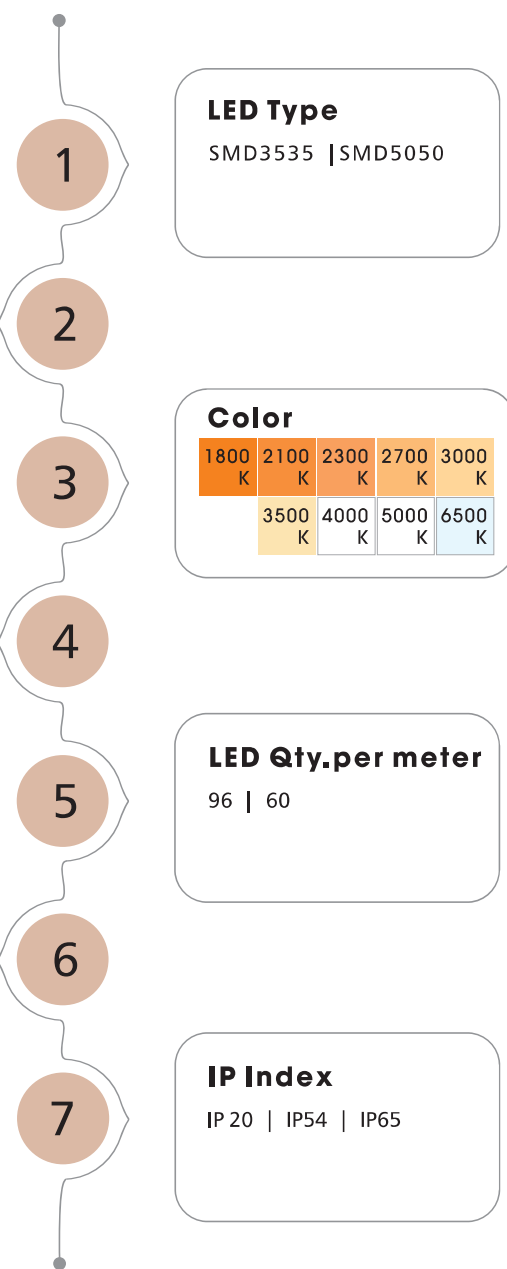 1
LED Type
SMD3535 | SMD5050
2
3
Color
1800 K 2100 K 2300 K 2700 K 3000 K
3500 K 4000 K 5000 K 6500 K
4
5
LED Qty.per meter
96 | 60
6
7
IP Index
IP 20 | IP54 | IP65